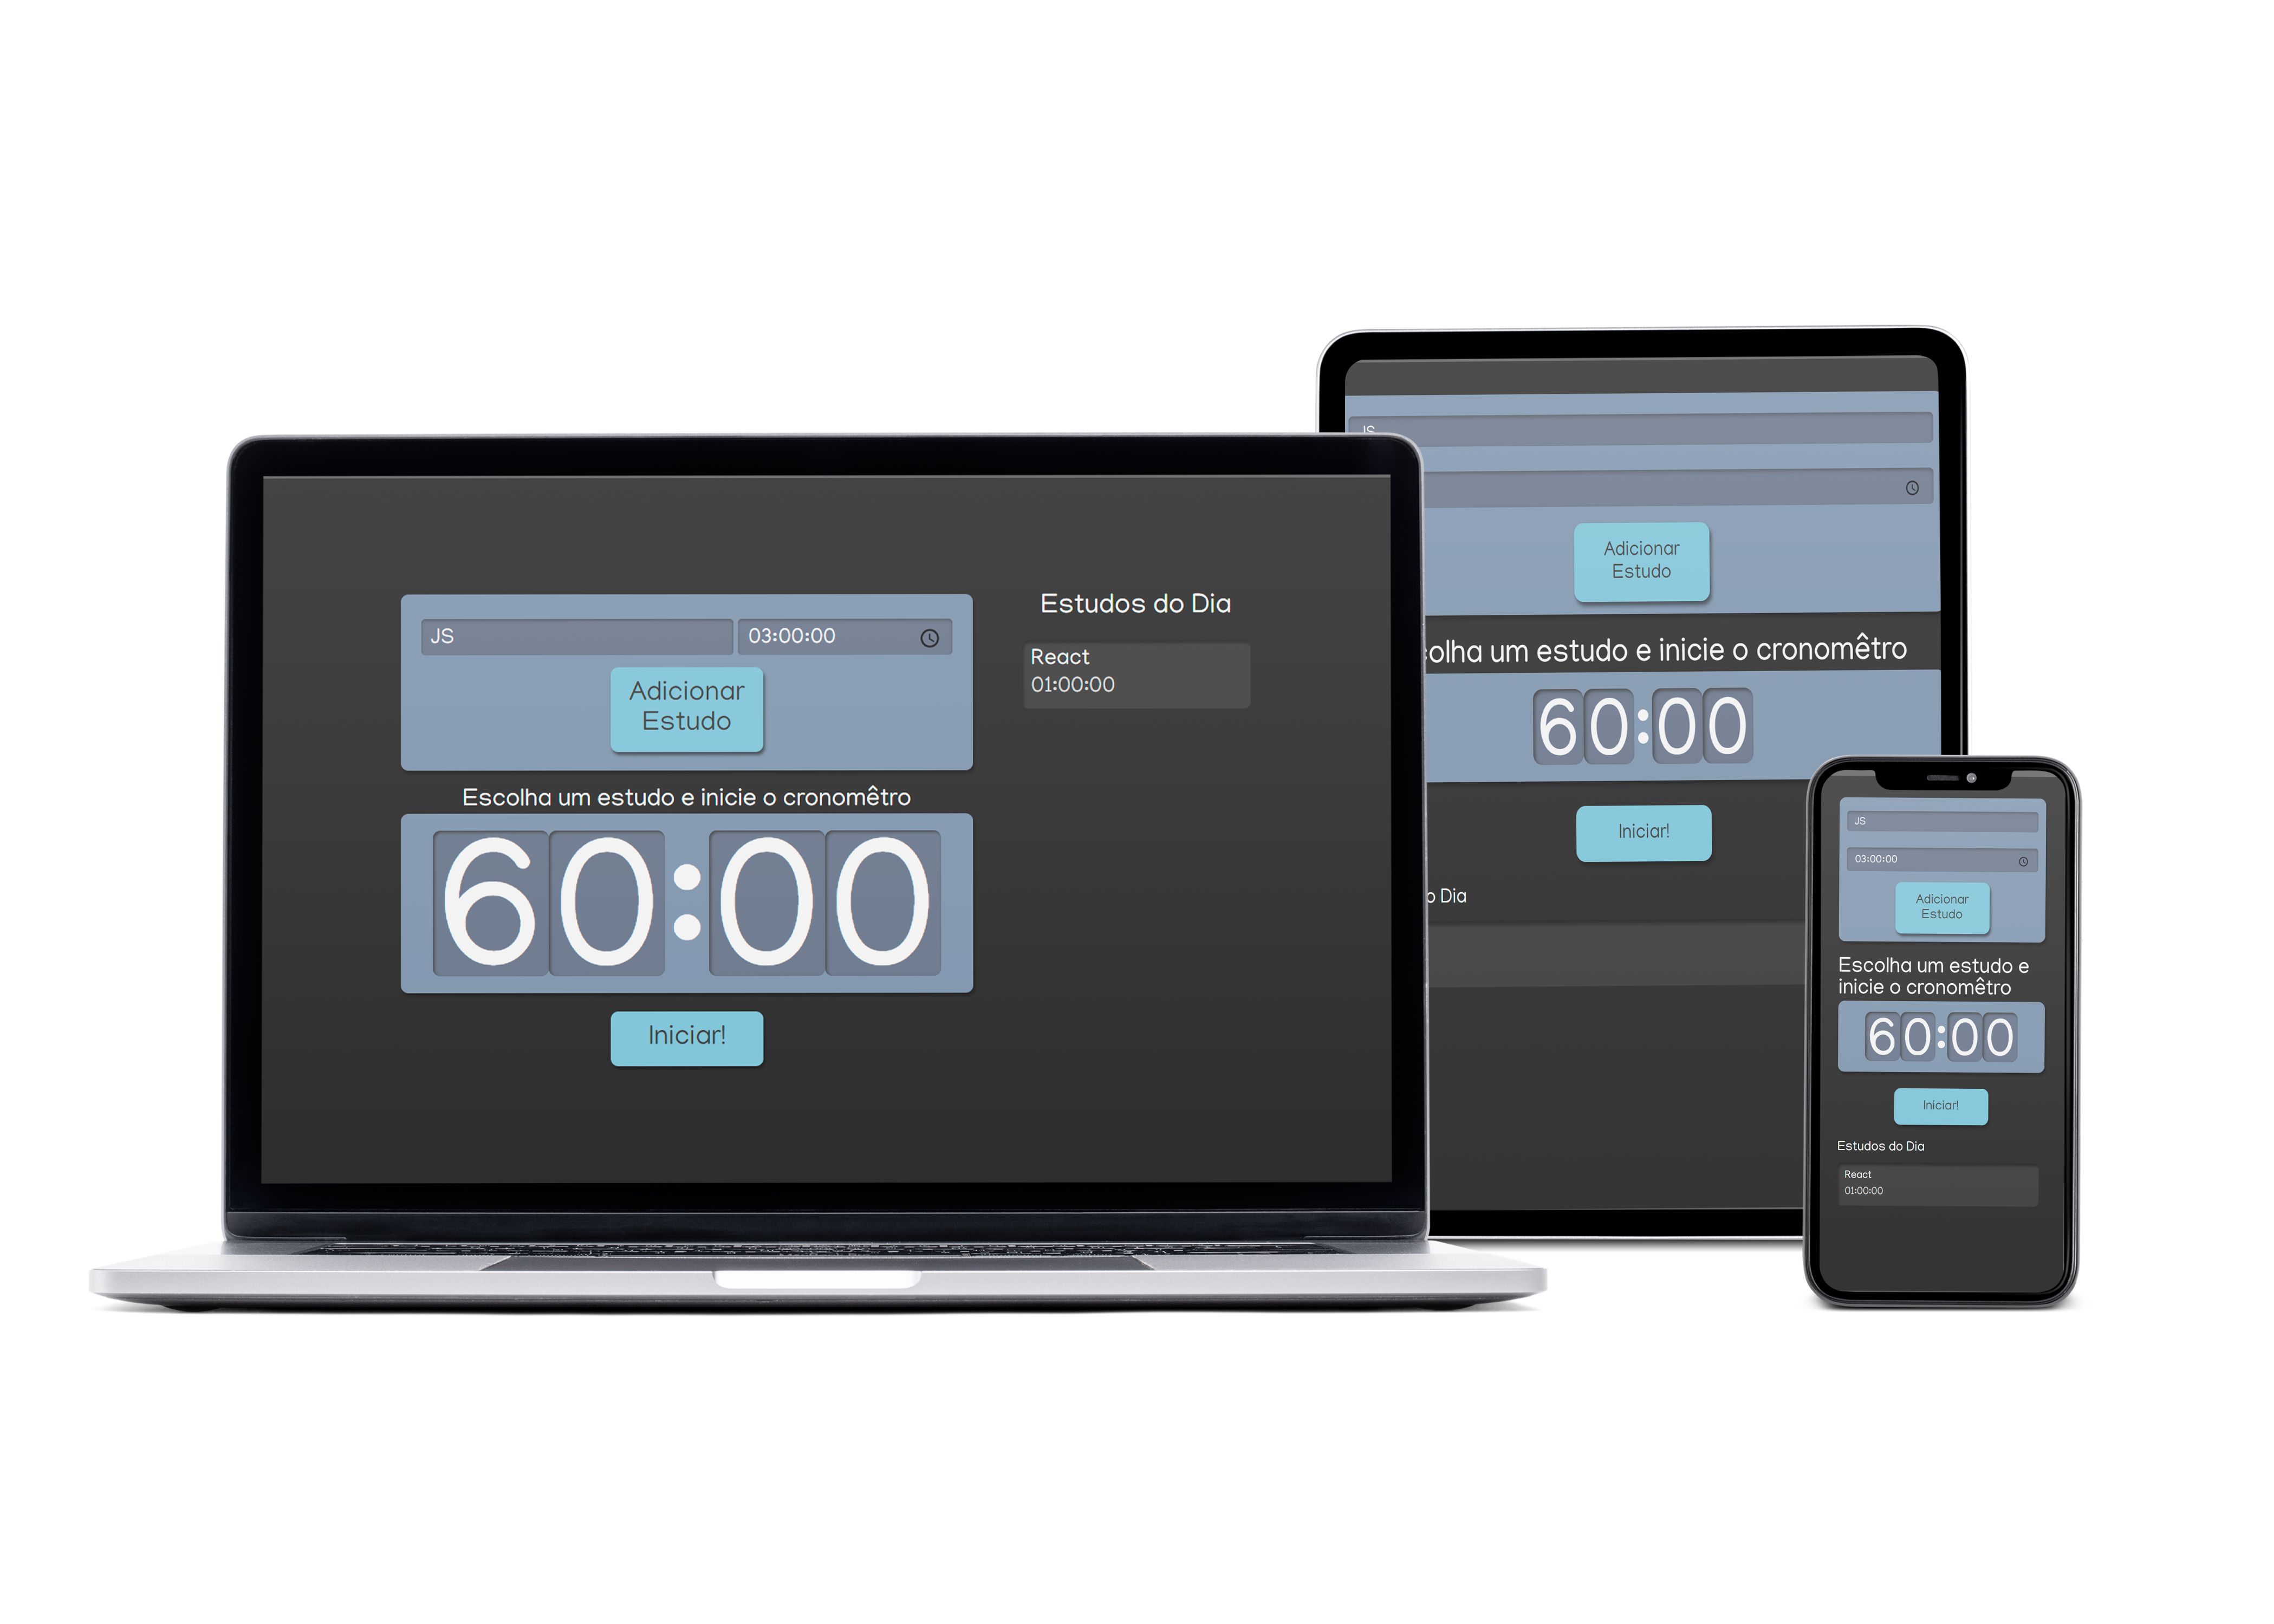 JS
03:00:00
Adicionar
Estudo
Escolha um estudo e inicie o cronomêtro
60:00
Iniciar!
Estudos do Dia
React
01:00:00
JS
Adicionar
Estudo
olha um estudo e inicie o cronomêtro
60:00
Iniciar!
o Dia
JS
03:00:00
Adicionar
Estudo
Escolha um estudo e
inicie o cronomêtro
60:00
Iniciar!
Estudos do Dia
React
01:00:00